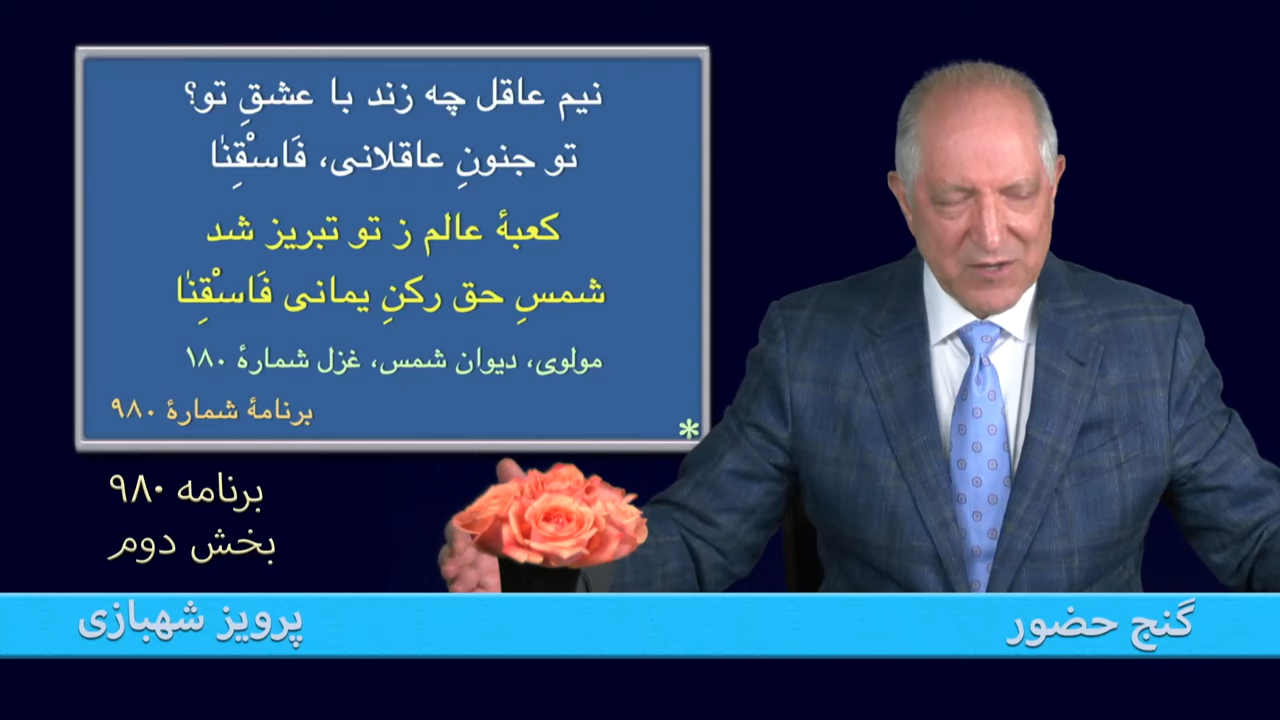 نیم عاقل چه زند با عشقِ تو؟
تو جنونِ عاقلانی، فَاسْقِنٰا
کعبهٔ عالم ز تو تبریز شد
شمسِ حق رکنِ یمانی فَاسْقِنٰا
مولوی، دیوان شمس، غزل شمارهٔ ۱۸۰
برنامهٔ شمارهٔ ۹۸۰
*
برنامه ۹۸۰
بخش دوم
گنج حضور
پرویز شهبازی